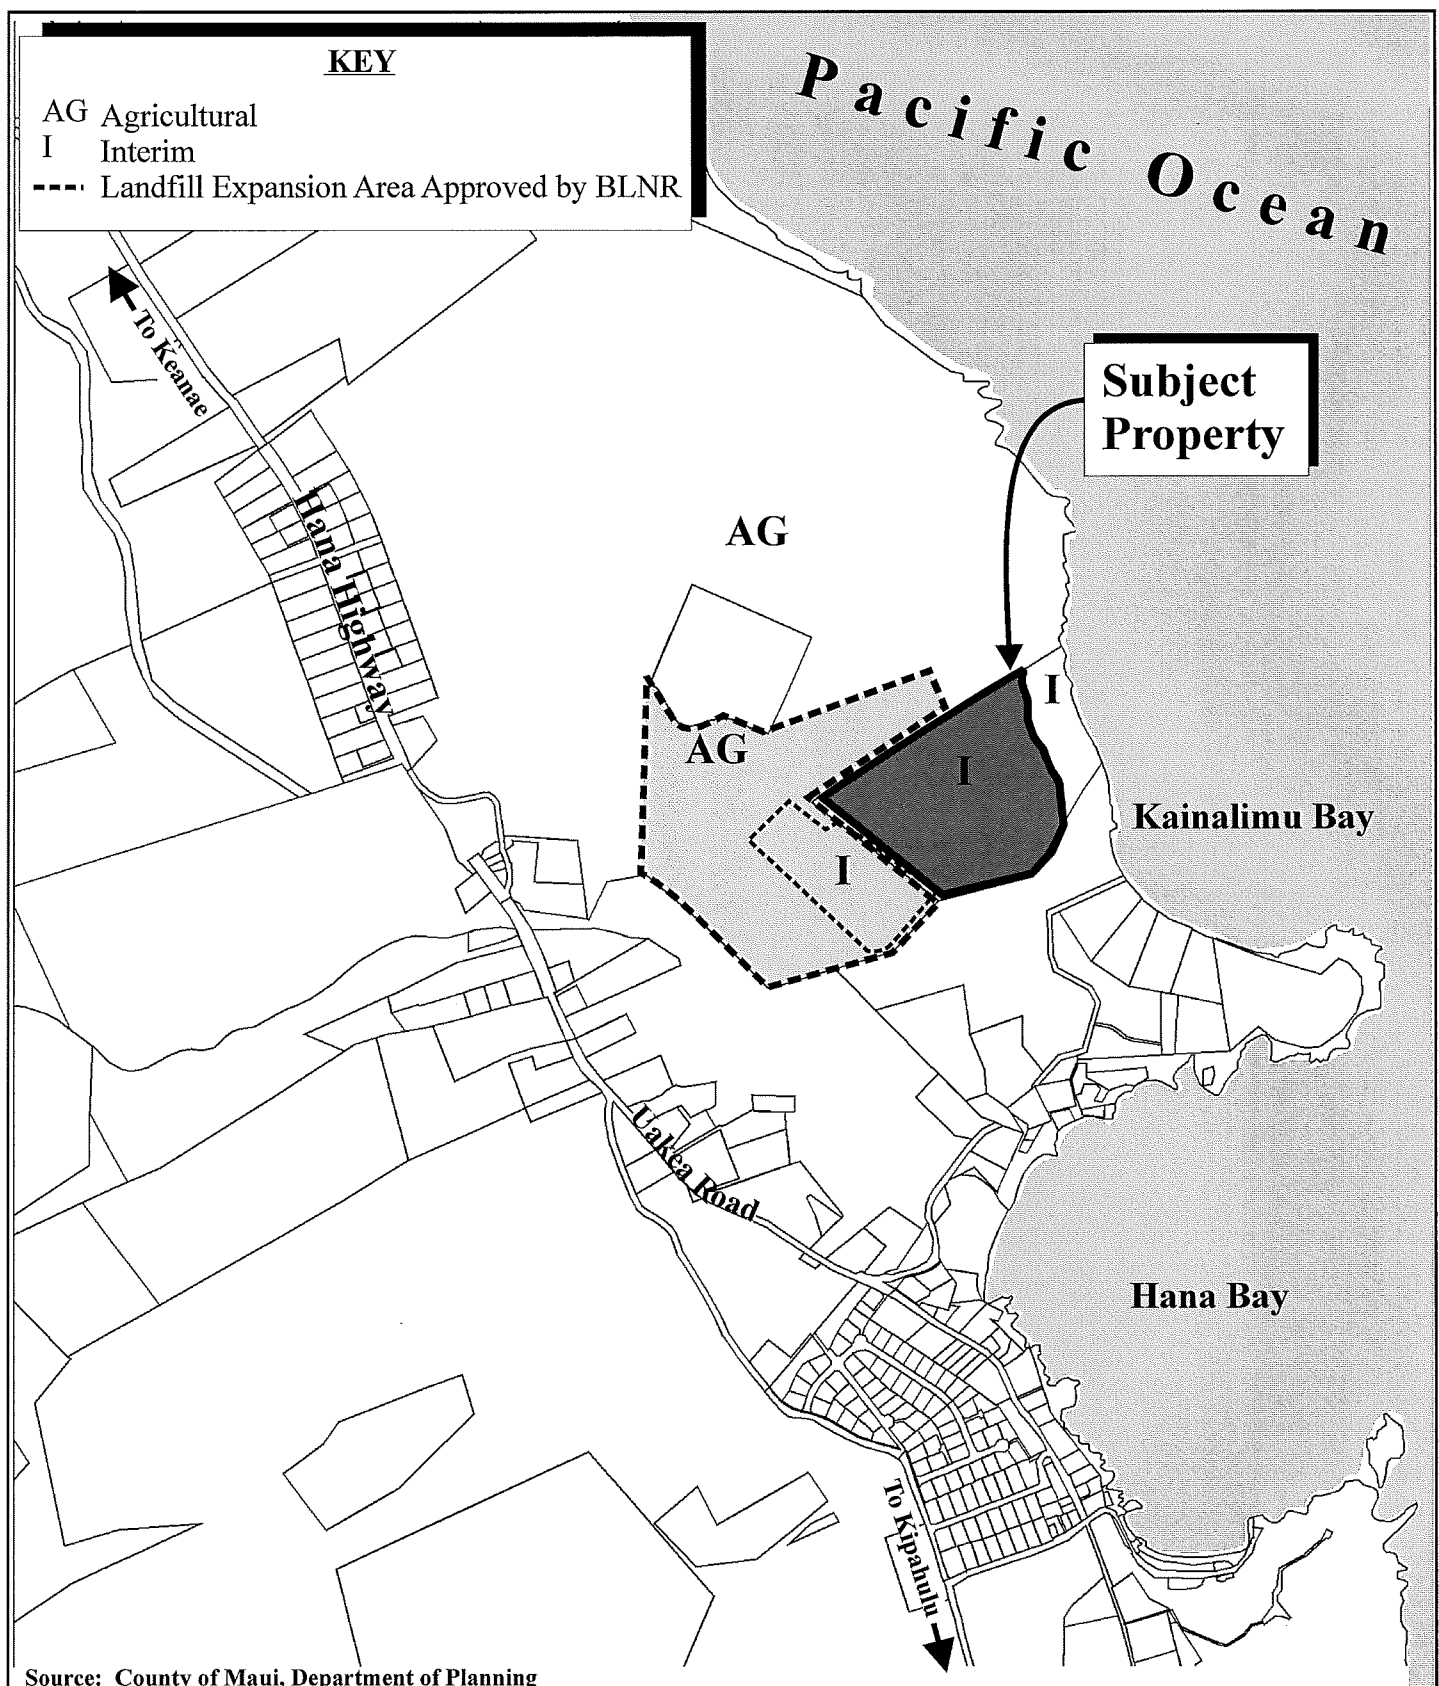 KEY
AG Agricultural
I Interim
Landfill Expansion Area Approved by BLNR
Pacific Ocean
To Keanae
Subject
Property
Hana Highway
AG
I
AG
I
Kainalimu Bay
I
Uakea Road
Hana Bay
To Kipahulu
Source: County of Maui, Department of Planning